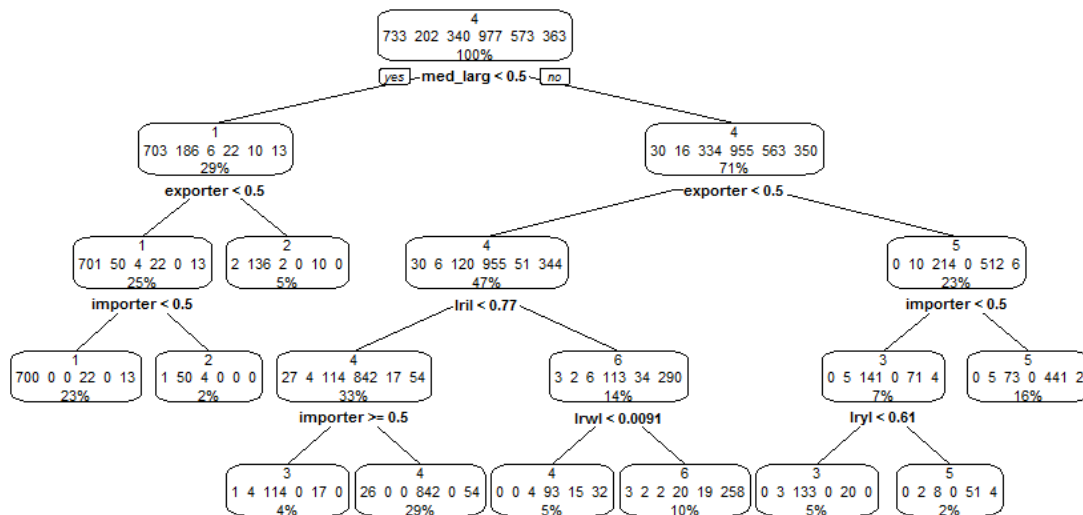 4
733 202 340 977 573 363
100%
yes med_larg < 0.5 no
1
703 186 6 22 10 13
29%
4
30 16 334 955 563 350
71%
exporter < 0.5
exporter < 0.5
1
701 50 4 22 0 13
25%
2
2 136 2 0 10 0
5%
4
30 6 120 955 51 344
47%
5
0 10 214 0 512 6
23%
importer < 0.5
lril < 0.77
importer < 0.5
1
700 0 0 22 0 13
23%
2
1 50 4 0 0 0
2%
4
27 4 114 842 17 54
33%
6
3 2 6 113 34 290
14%
3
0 5 141 0 71 4
7%
5
0 5 73 0 441 2
16%
importer >= 0.5
lrwl < 0.0091
lryl < 0.61
3
1 4 114 0 17 0
4%
4
26 0 0 842 0 54
29%
4
0 0 4 93 15 32
5%
6
3 2 2 20 19 258
10%
3
0 3 133 0 20 0
5%
5
0 2 8 0 51 4
2%